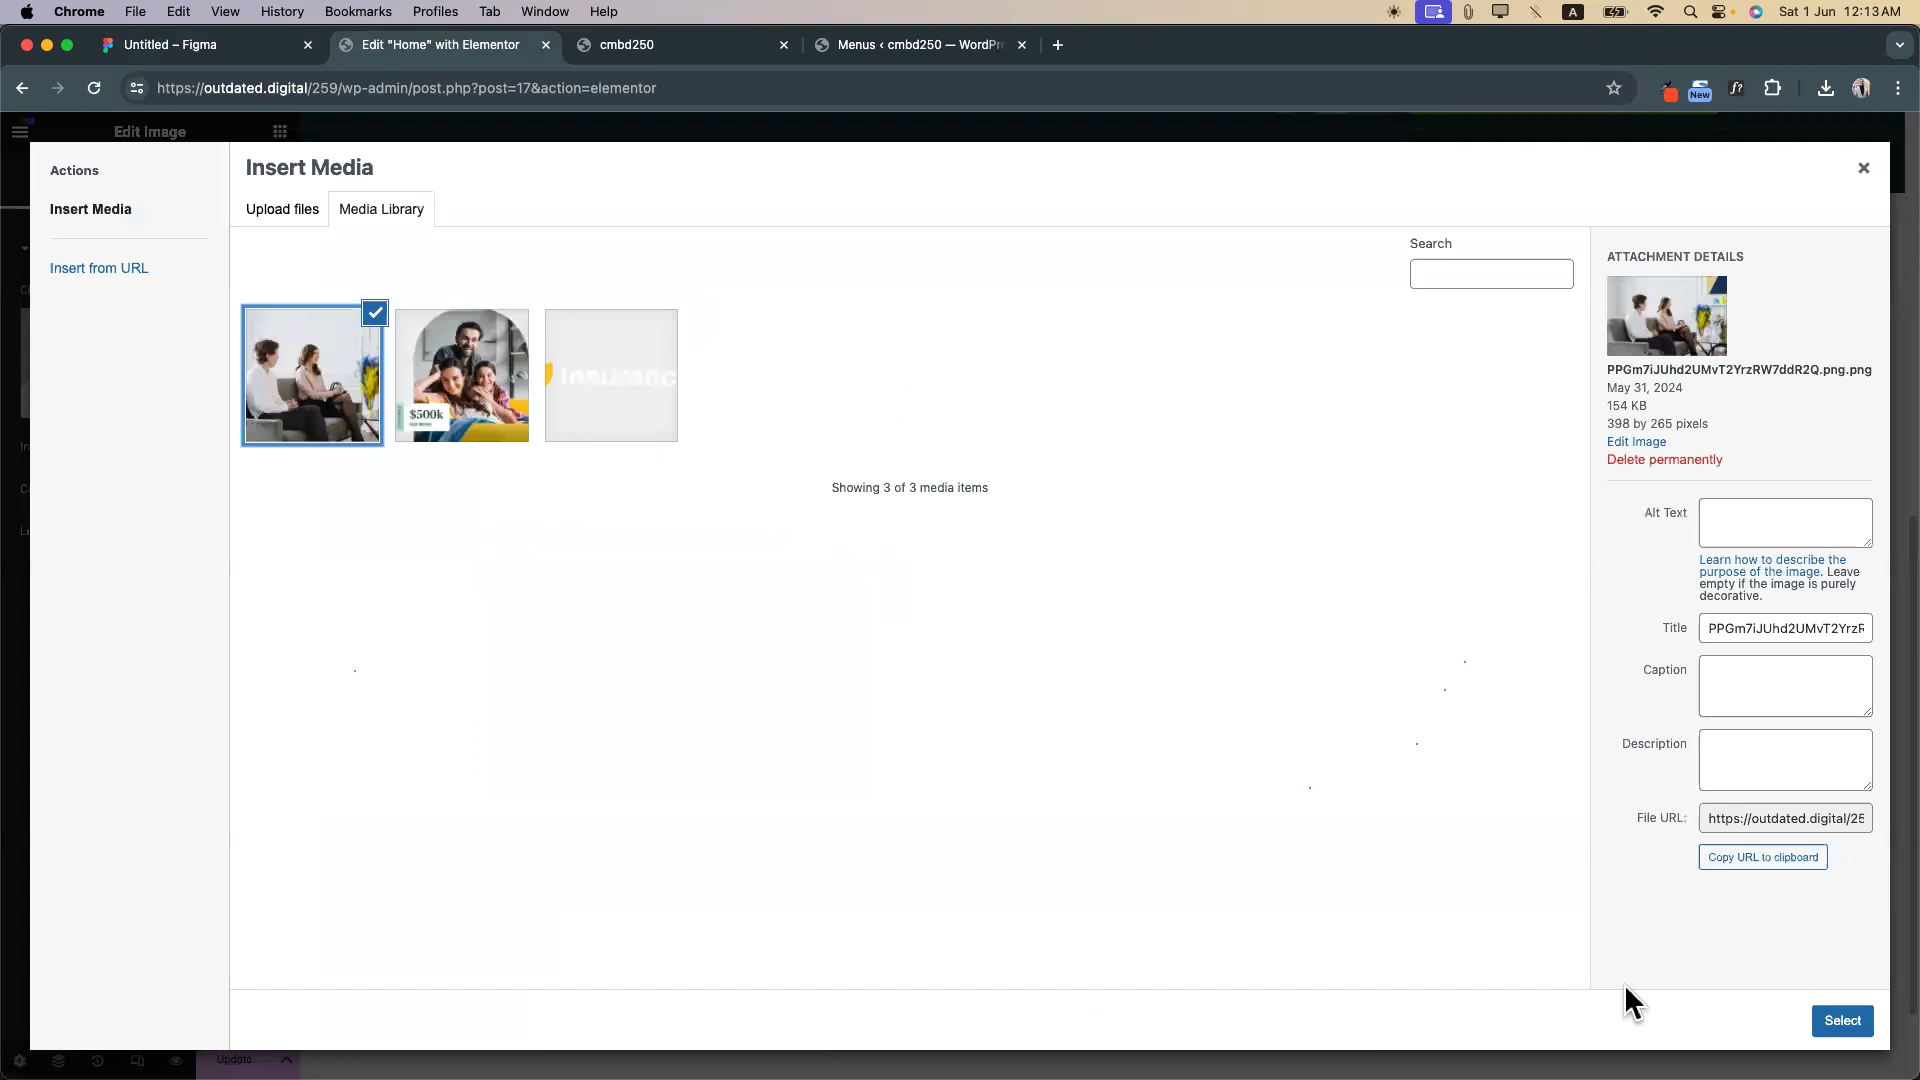 Chrome File Edit View History Bookmarks Profiles Tab Window Help
A
Sat 1 Jun 12:13 AM
Untitled – Figma
Edit "Home" with Elementor
cmbd250
Menus ‹ cmbd250 — WordPr
https://outdated.digital/259/wp-admin/post.php?post=17&action=elementor
f?
New
Edit Image
Actions
Insert Media
Insert from URL
Insert Media
Upload files
Media Library
Search
$500k
Insuranc
Showing 3 of 3 media items
ATTACHMENT DETAILS
PPGm7iJUhd2UMvT2YrzRW7ddR2Q.png.png
May 31, 2024
154 KB
398 by 265 pixels
Edit Image
Delete permanently
Alt Text
Learn how to describe the
purpose of the image. Leave
empty if the image is purely
decorative.
Title
PPGm7iJUhd2UMvT2YrzR
Caption
Description
File URL:
https://outdated.digital/25
Copy URL to clipboard
Select
Update